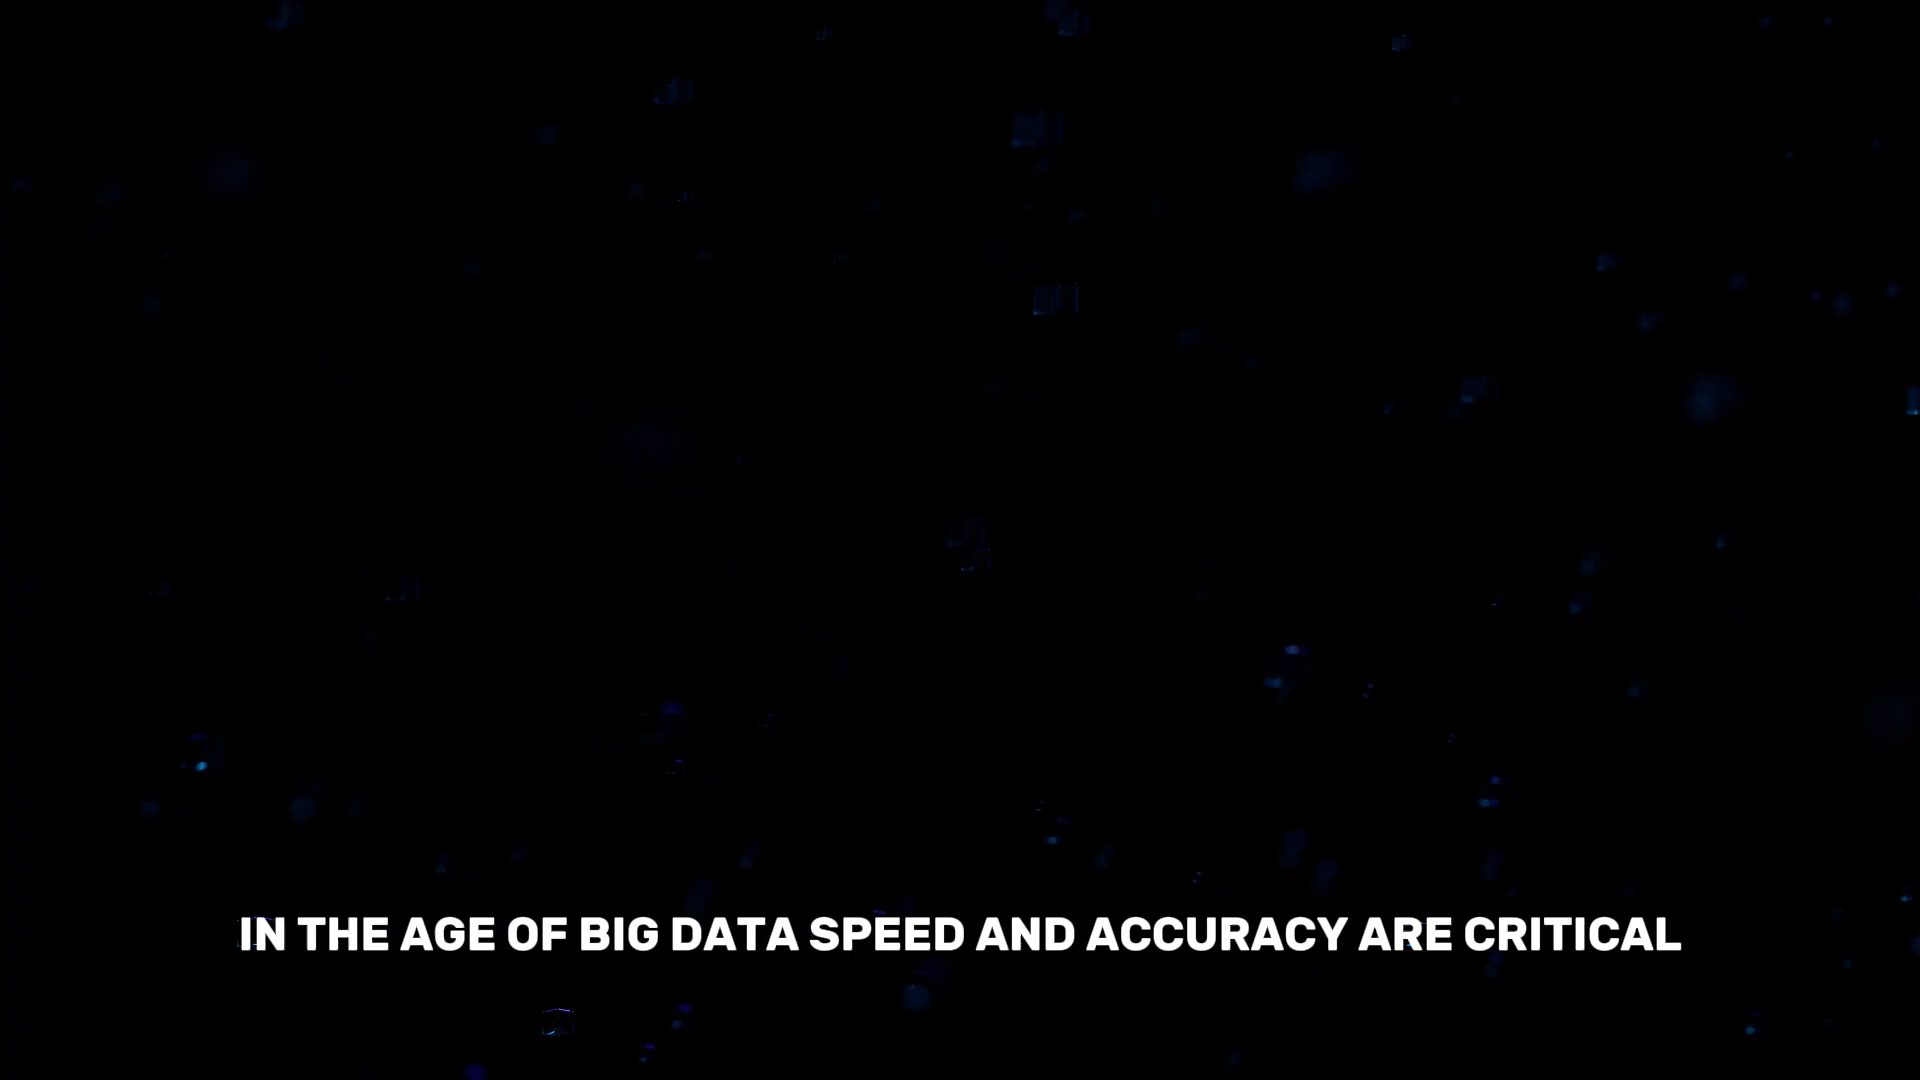 IN THE AGE OF BIG DATA SPEED AND ACCURACY ARE CRITICAL